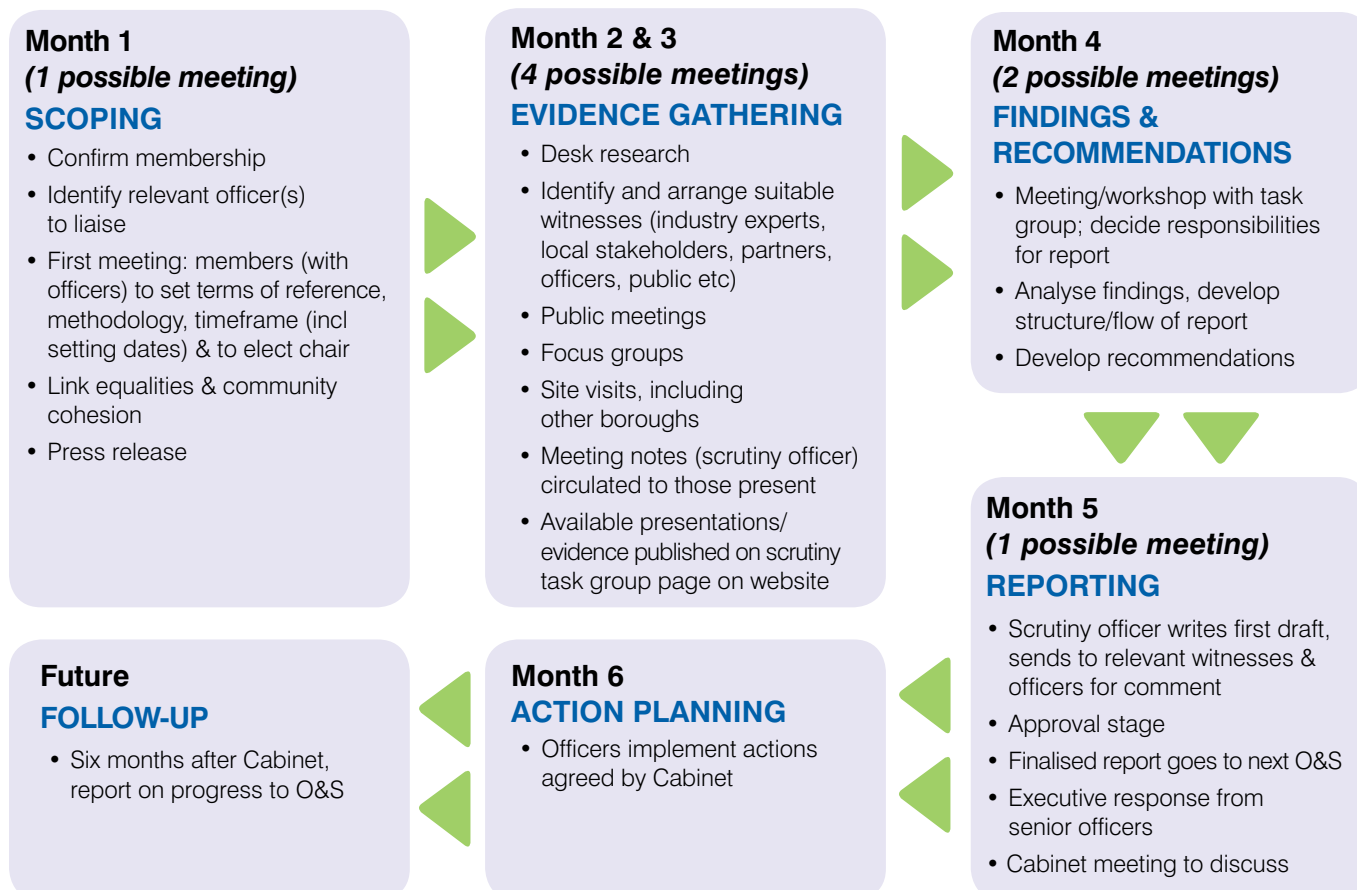 Month 1
(1 possible meeting)
SCOPING
• Confirm membership
• Identify relevant officer(s)
to liaise
• First meeting: members (with
officers) to set terms of reference,
methodology, timeframe (incl
setting dates) & to elect chair
• Link equalities & community
cohesion
• Press release
Month 2 & 3
(4 possible meetings)
EVIDENCE GATHERING
• Desk research
• Identify and arrange suitable
witnesses (industry experts,
local stakeholders, partners,
officers, public etc)
• Public meetings
• Focus groups
• Site visits, including
other boroughs
• Meeting notes (scrutiny officer)
circulated to those present
• Available presentations/
evidence published on scrutiny
task group page on website
Month 4
(2 possible meetings)
FINDINGS &
RECOMMENDATIONS
• Meeting/workshop with task
group; decide responsibilities
for report
• Analyse findings, develop
structure/flow of report
• Develop recommendations
Month 5
(1 possible meeting)
REPORTING
• Scrutiny officer writes first draft,
sends to relevant witnesses &
officers for comment
• Approval stage
• Finalised report goes to next O&S
• Executive response from
senior officers
• Cabinet meeting to discuss
Month 6
ACTION PLANNING
• Officers implement actions
agreed by Cabinet
Future
FOLLOW-UP
• Six months after Cabinet,
report on progress to O&S